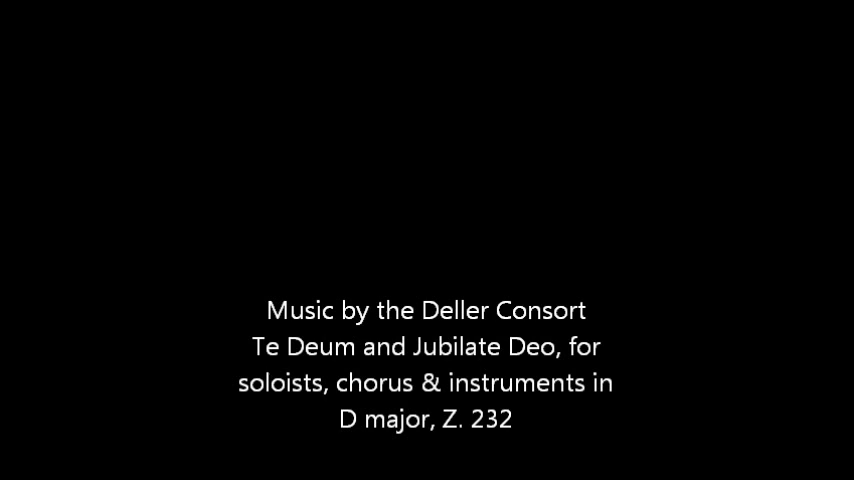 Music by the Deller Consort
Te Deum and Jubilate Deo, for
soloists, chorus & instruments in
D major, Z. 232